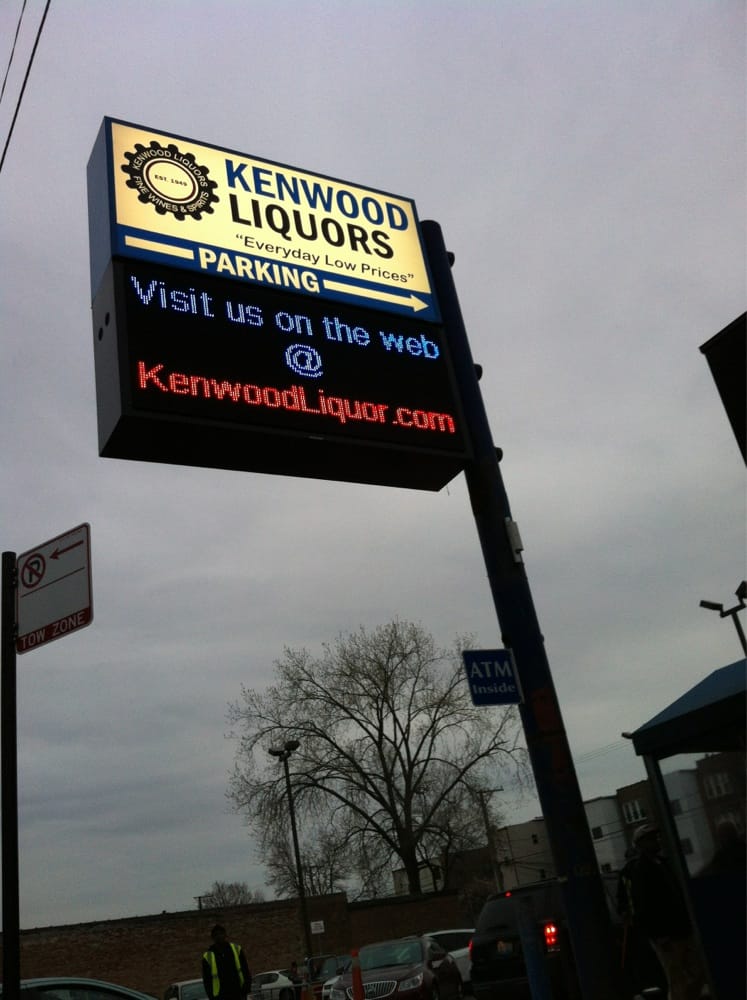 KENWOOD LIQUORS
EST. 1949
FINE WINES & SPIRITS
KENWOOD
LIQUORS
"Everyday Low Prices"
PARKING
Visit us on the web
@
KenwoodLiquor.com
P
TOW ZONE
ATM
Inside